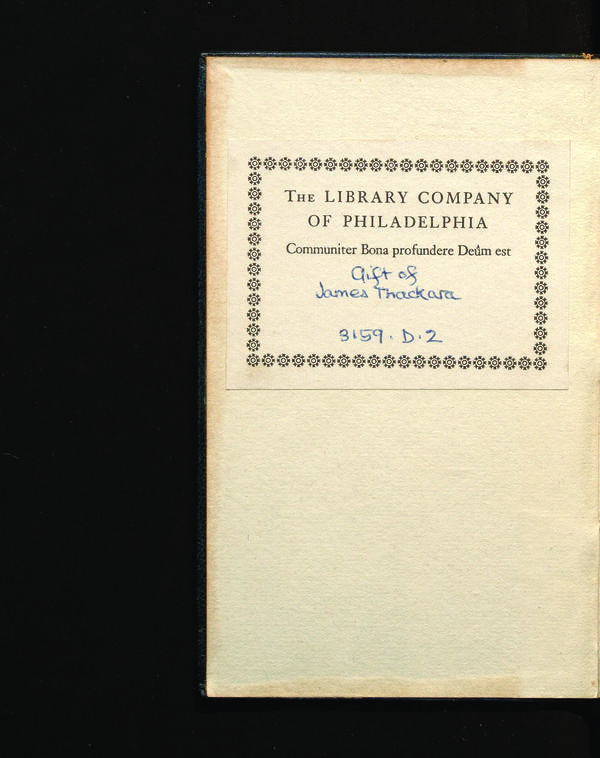 The LIBRARY COMPANY
OF PHILADELPHIA
Communiter Bona profundere Deûm est
Gift of
James Thackara
3159. D. 2